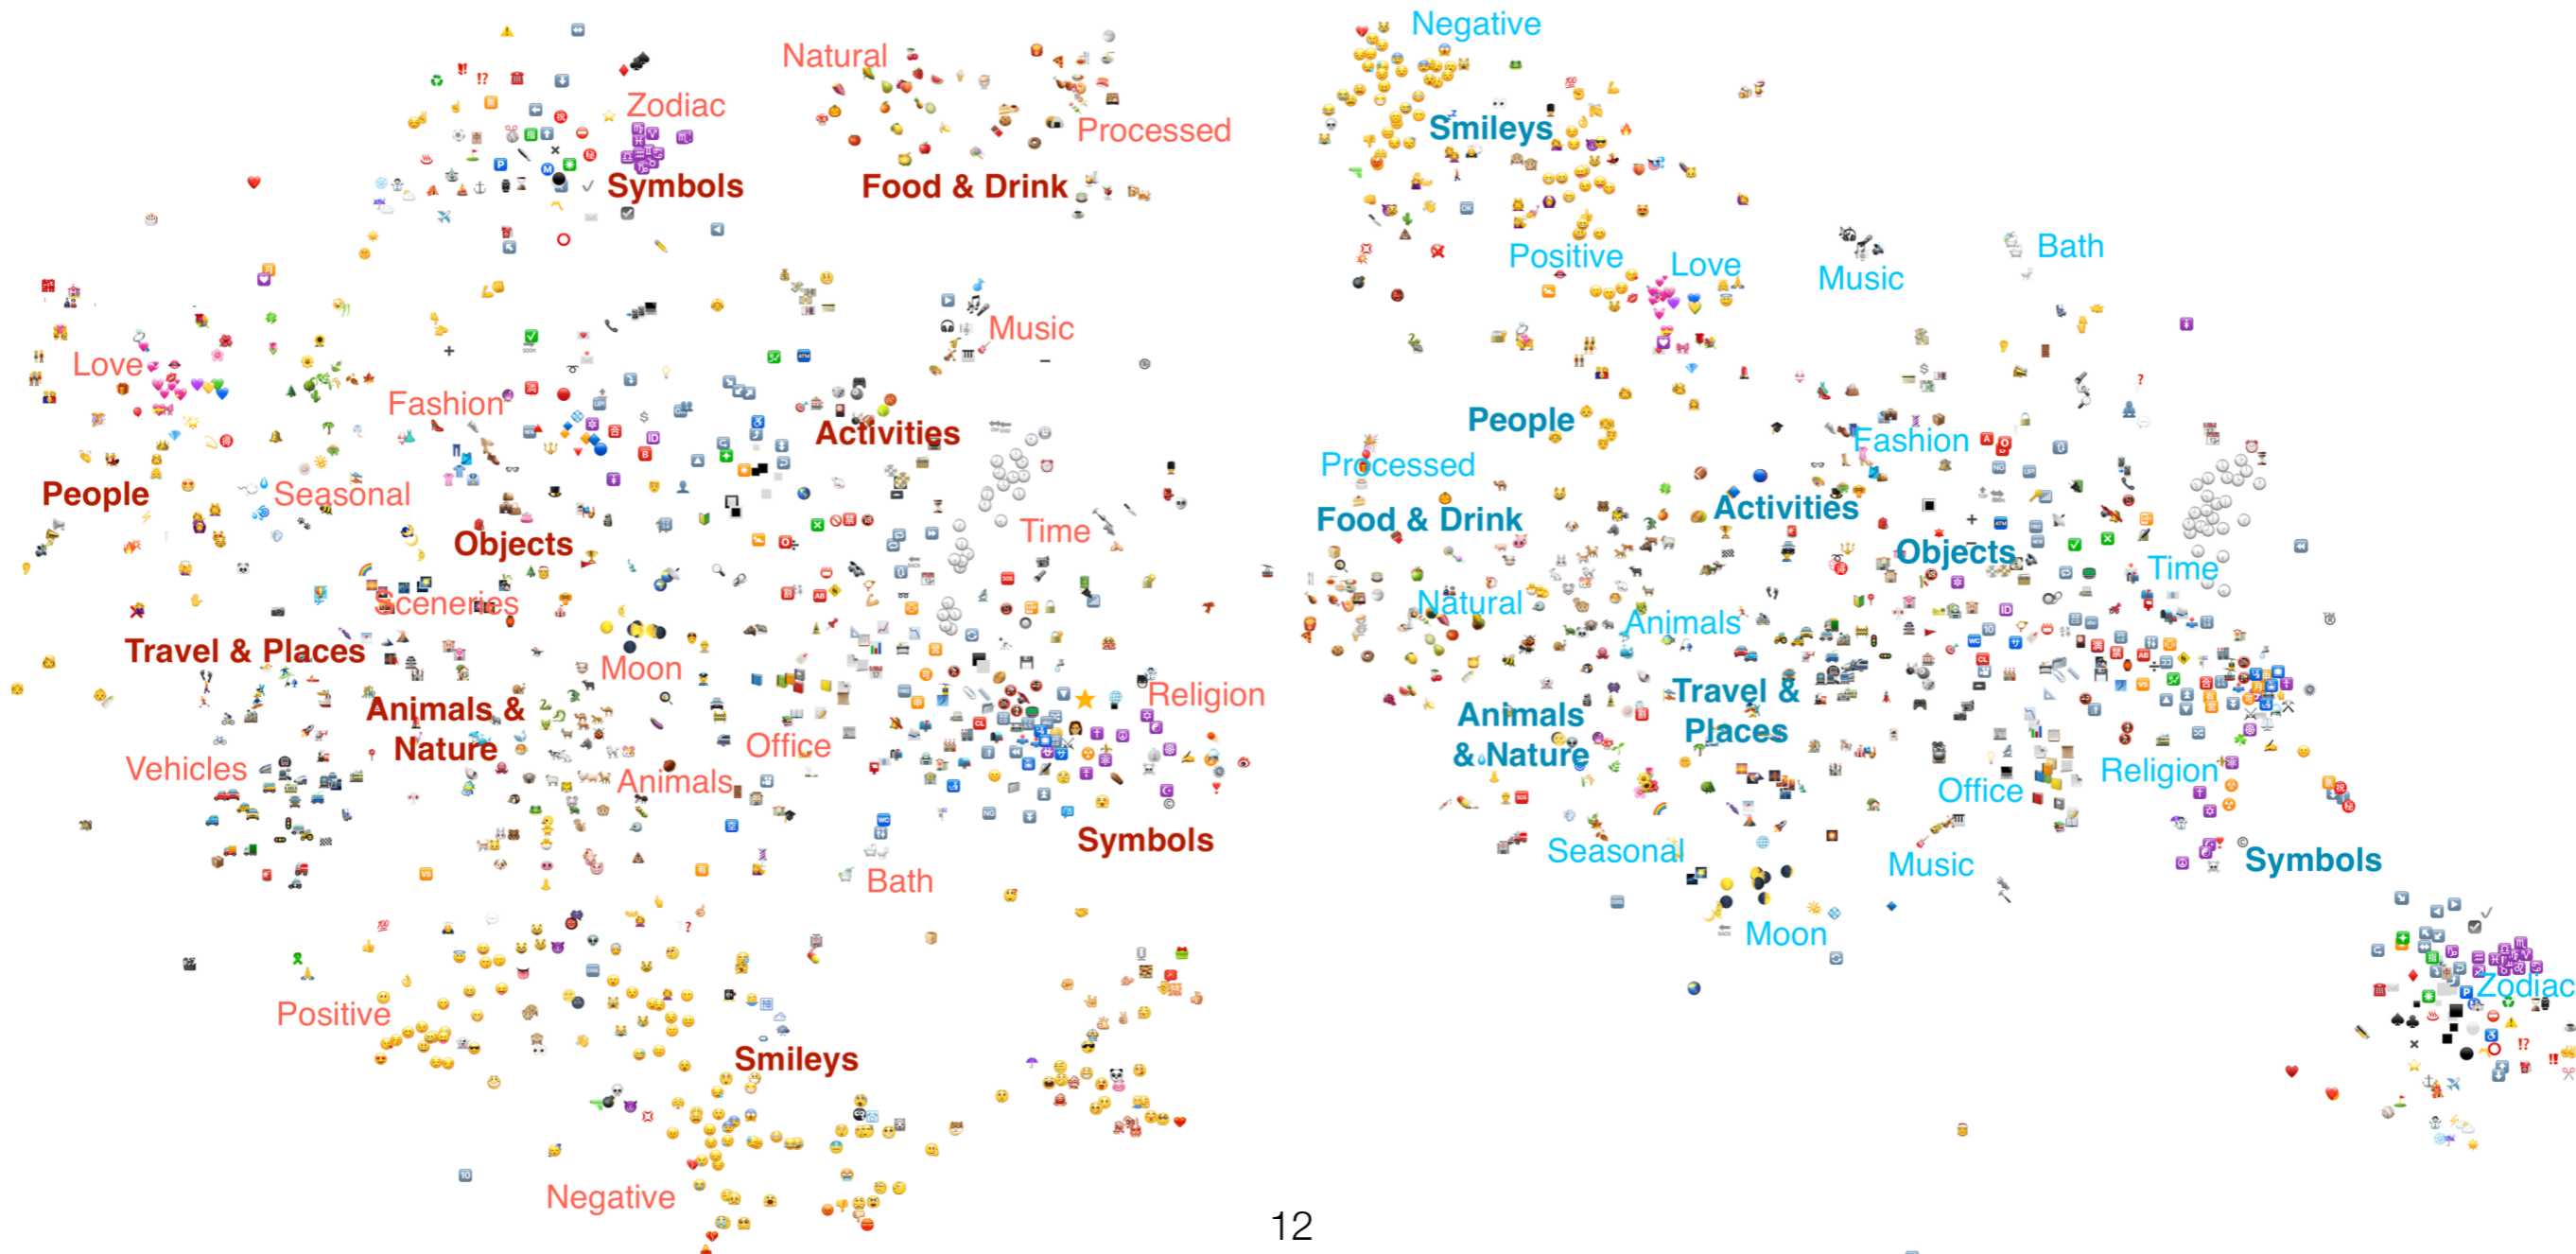 Natural
Zodiac
Processed
Symbols
Food & Drink
Music
Love
Fashion
Activities
People
Seasonal
Time
Objects
Sceneries
Travel & Places
Moon
Religion
Animals &
Nature
Office
Vehicles
Animals
Symbols
Bath
Positive
Smileys
Negative
Negative
Smileys
Positive
Love
Music
Bath
People
Fashion
Processed
Food & Drink
Activities
Objects
Time
Natural
Animals
Travel &
Places
Animals
& Nature
Religion
Office
Seasonal
Music
Symbols
Moon
Zodiac
12